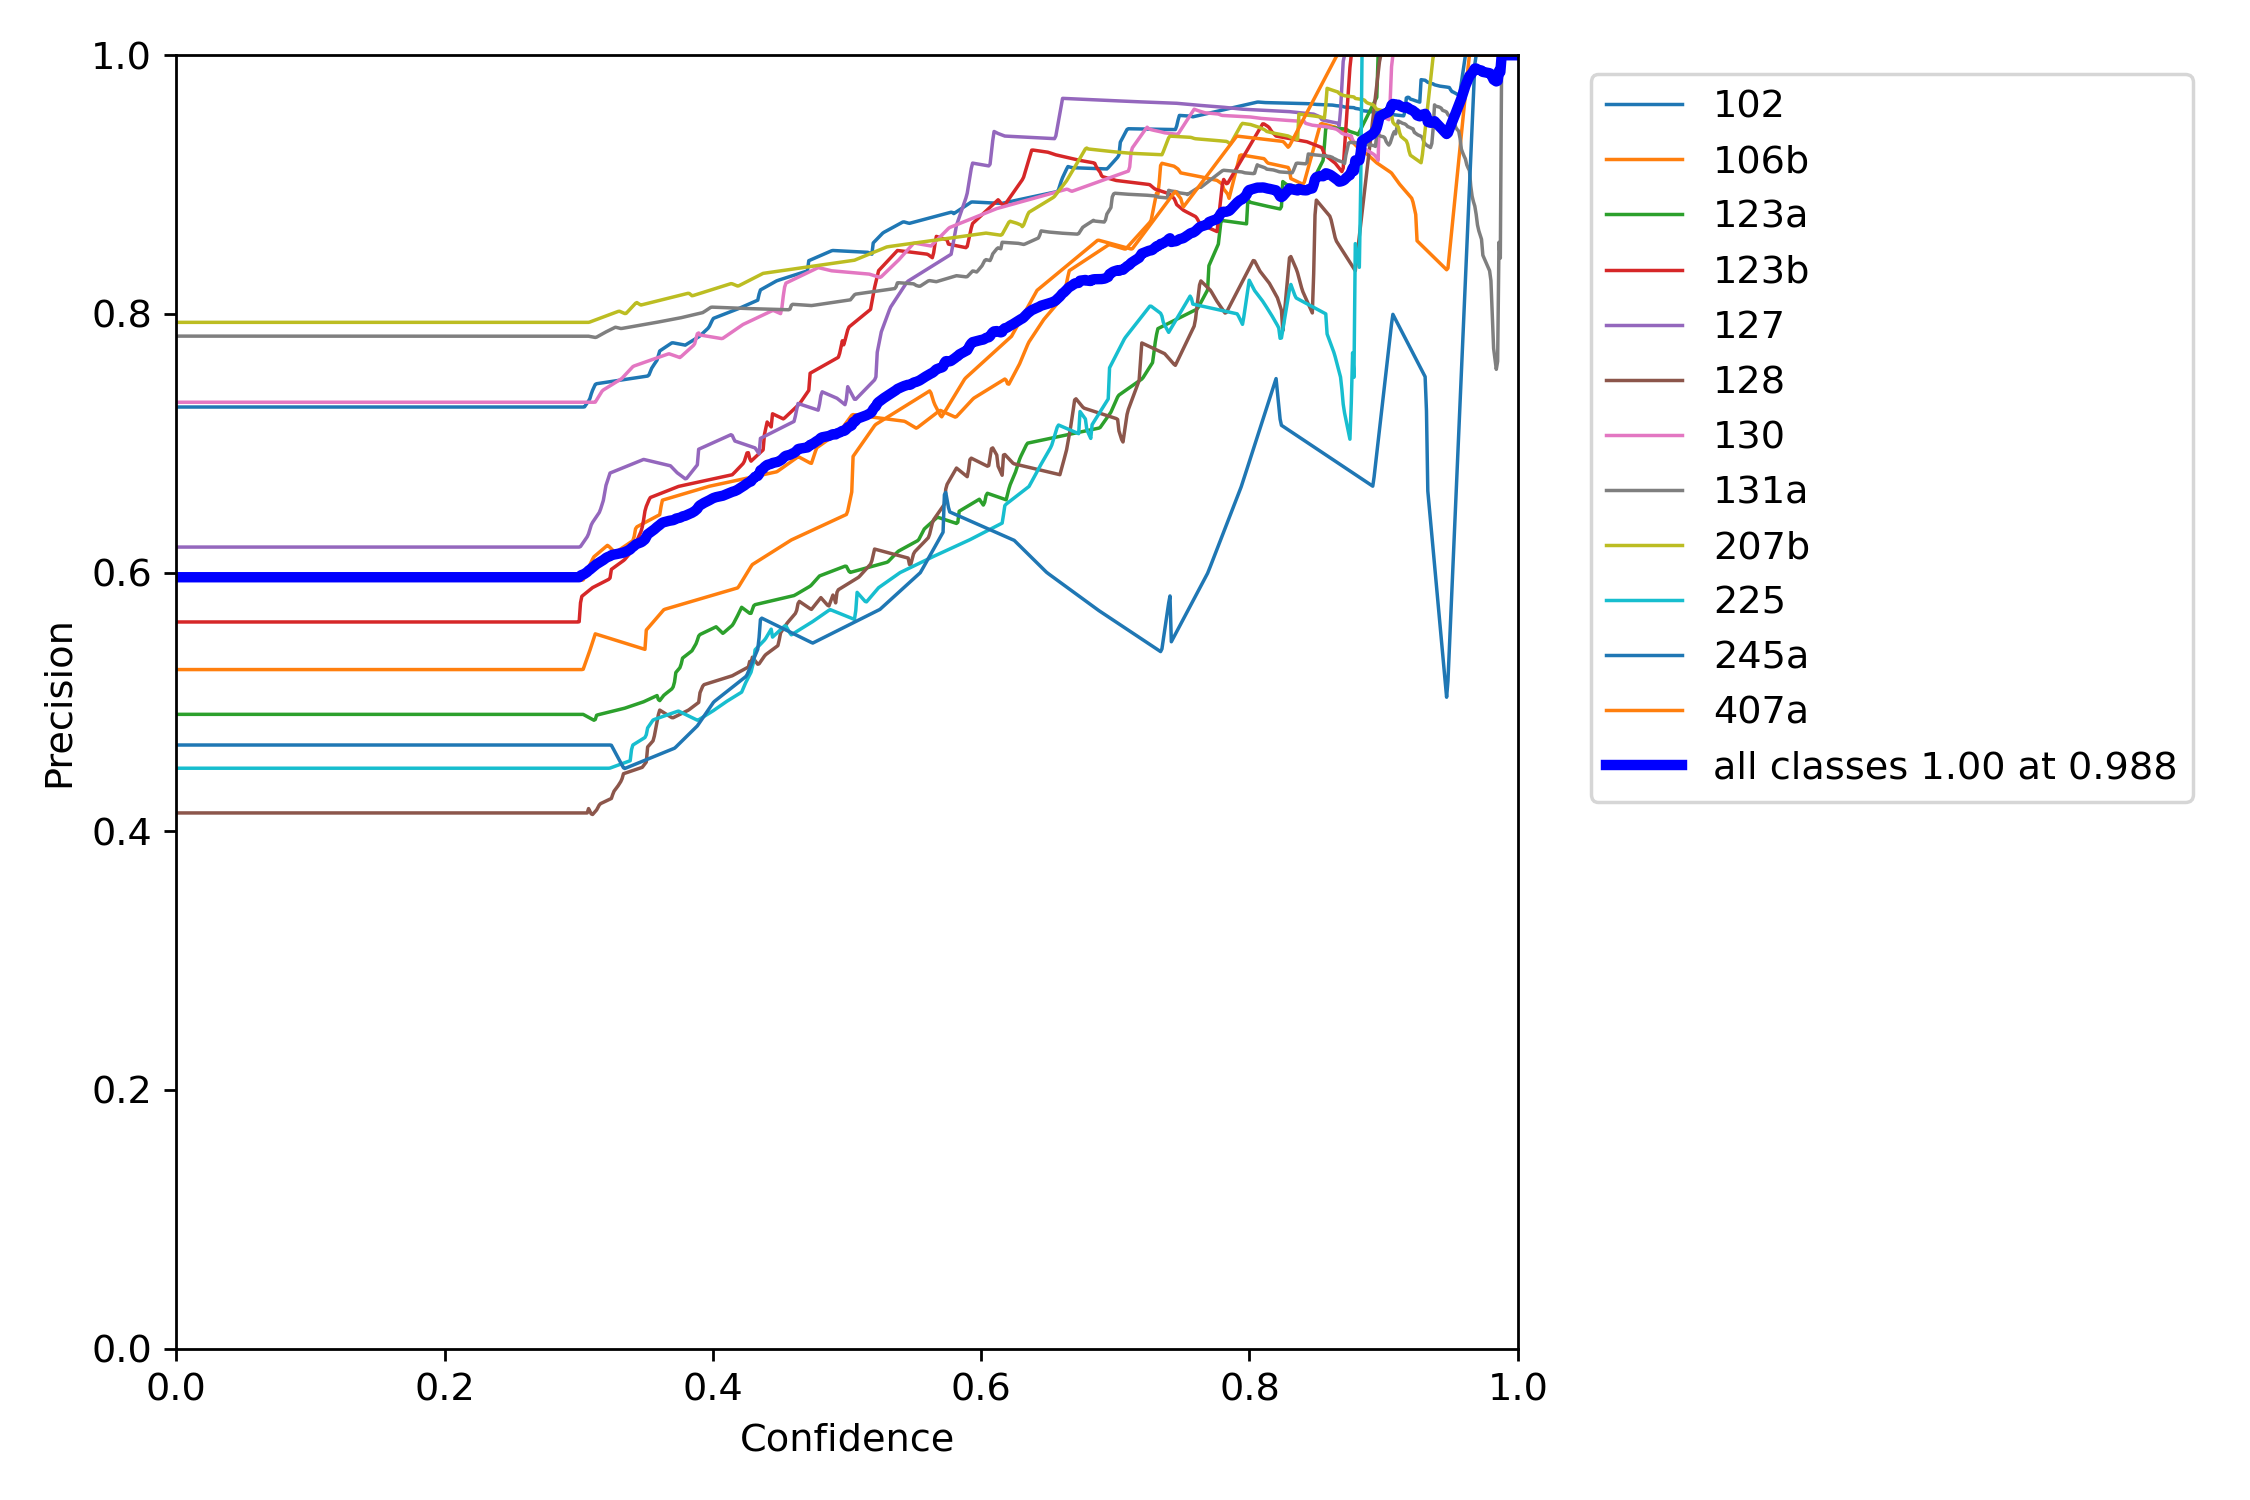 1.0
0.8
0.6
0.4
0.2
0.0
0.0 0.2 0.4 0.6 0.8 1.0
Precision
Confidence
102
106b
123a
123b
127
128
130
131a
207b
225
245a
407a
all classes 1.00 at 0.988